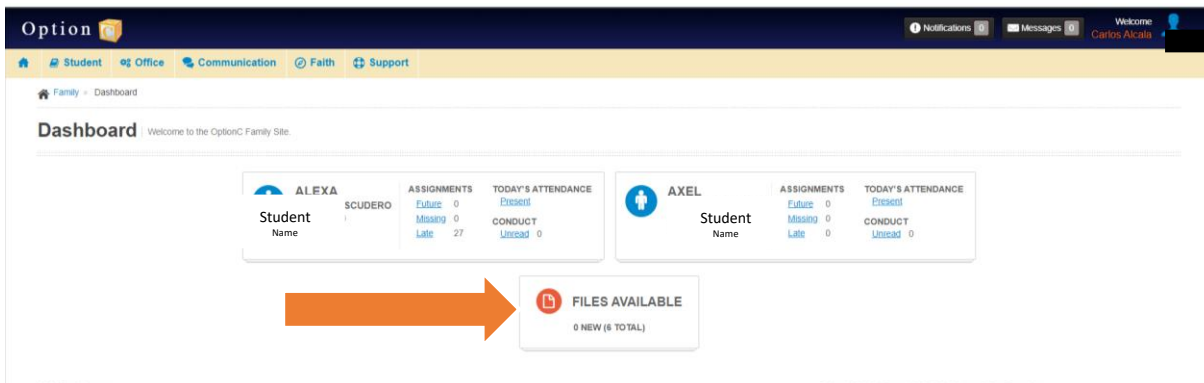 Option
Notifications 0 Messages 0 Welcome
Carlos Alcala
Student Office Communication Faith Support
Family » Dashboard
Dashboard Welcome to the OptionC Family Site.
ALEXA
SCUDERO
Student
Name
ASSIGNMENTS
Future 0
Missing 0
Late 27
TODAY'S ATTENDANCE
Present
CONDUCT
Unread 0
AXEL
Student
Name
ASSIGNMENTS
Future 0
Missing 0
Late 0
TODAY'S ATTENDANCE
Present
CONDUCT
Unread 0
FILES AVAILABLE
0 NEW (6 TOTAL)